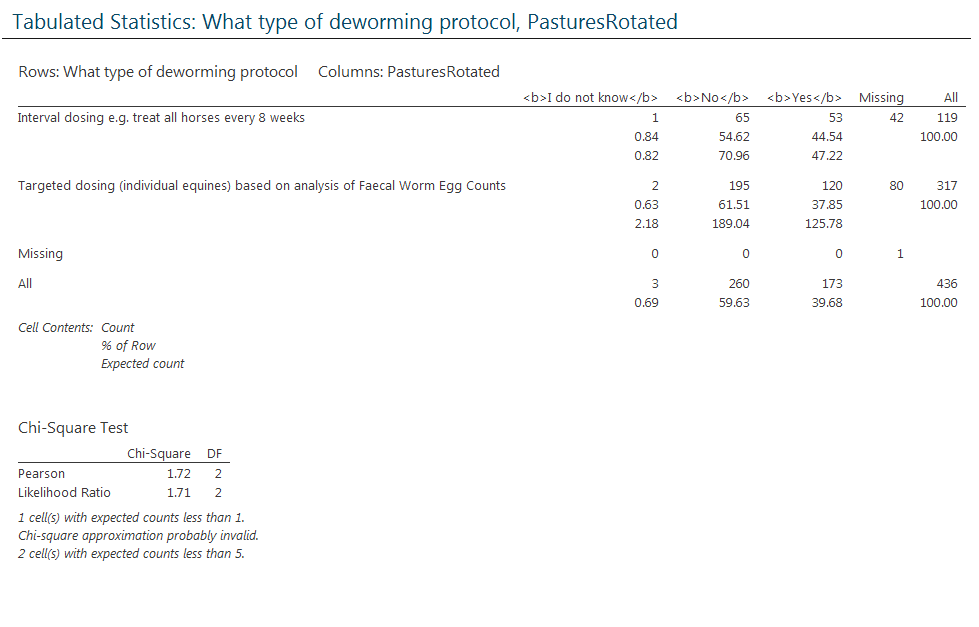 Tabulated Statistics: What type of deworming protocol, PasturesRotated
Rows: What type of deworming protocol Columns: PasturesRotated
<b>I do not know</b> <b>No</b> <b>Yes</b> Missing All
Interval dosing e.g. treat all horses every 8 weeks 1 65 53 42 119
0.84 54.62 44.54 100.00
0.82 70.96 47.22
Targeted dosing (individual equines) based on analysis of Faecal Worm Egg Counts 2 195 120 80 317
0.63 61.51 37.85 100.00
2.18 189.04 125.78
Missing 0 0 0 1
All 3 260 173 436
0.69 59.63 39.68 100.00
Cell Contents: Count
% of Row
Expected count
Chi-Square Test
Chi-Square DF
Pearson 1.72 2
Likelihood Ratio 1.71 2
1 cell(s) with expected counts less than 1.
Chi-square approximation probably invalid.
2 cell(s) with expected counts less than 5.